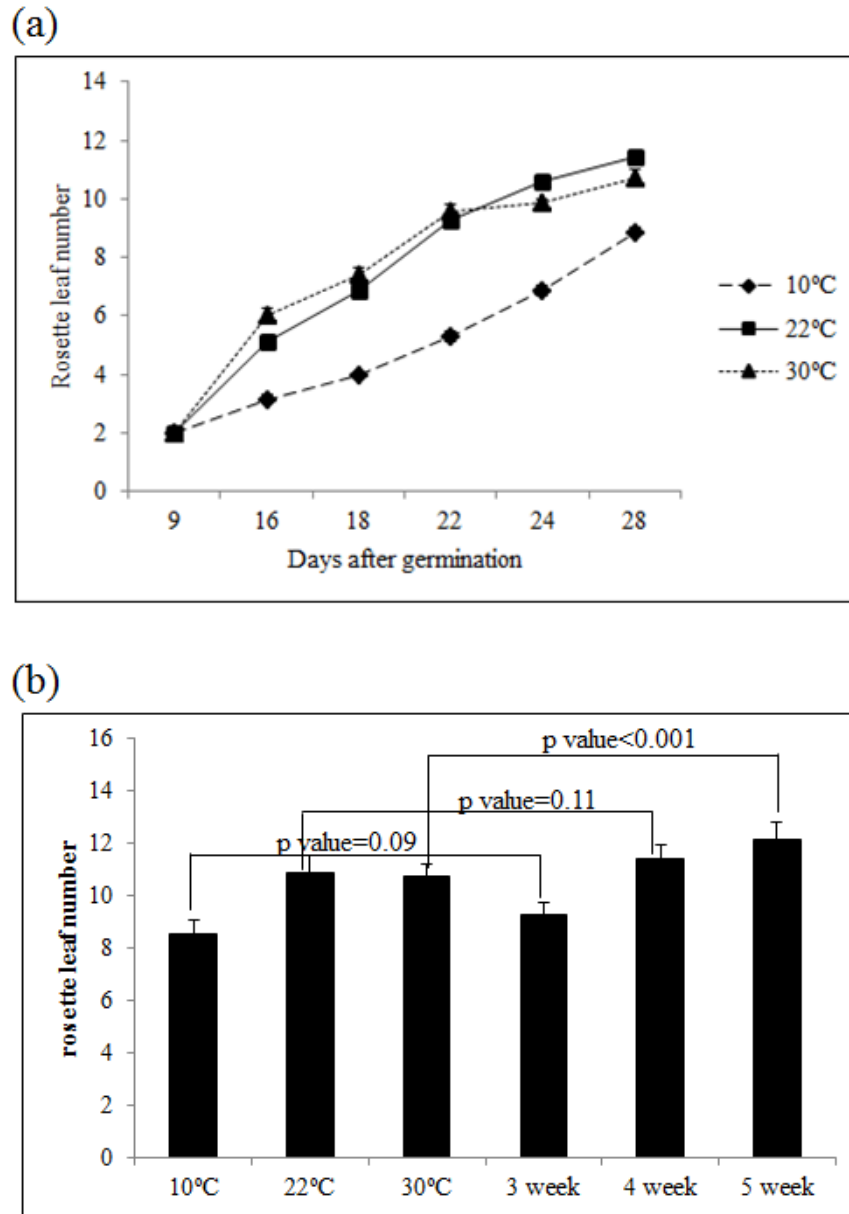 (a)
14
12
10
8
6
4
2
0
Rosette leaf number
9 16 18 22 24 28
Days after germination
10ºC
22ºC
30ºC
(b)
16
14
12
10
8
6
4
2
0
rosette leaf number
p value<0.001
p value=0.11
p value=0.09
10ºC 22ºC 30ºC 3 week 4 week 5 week